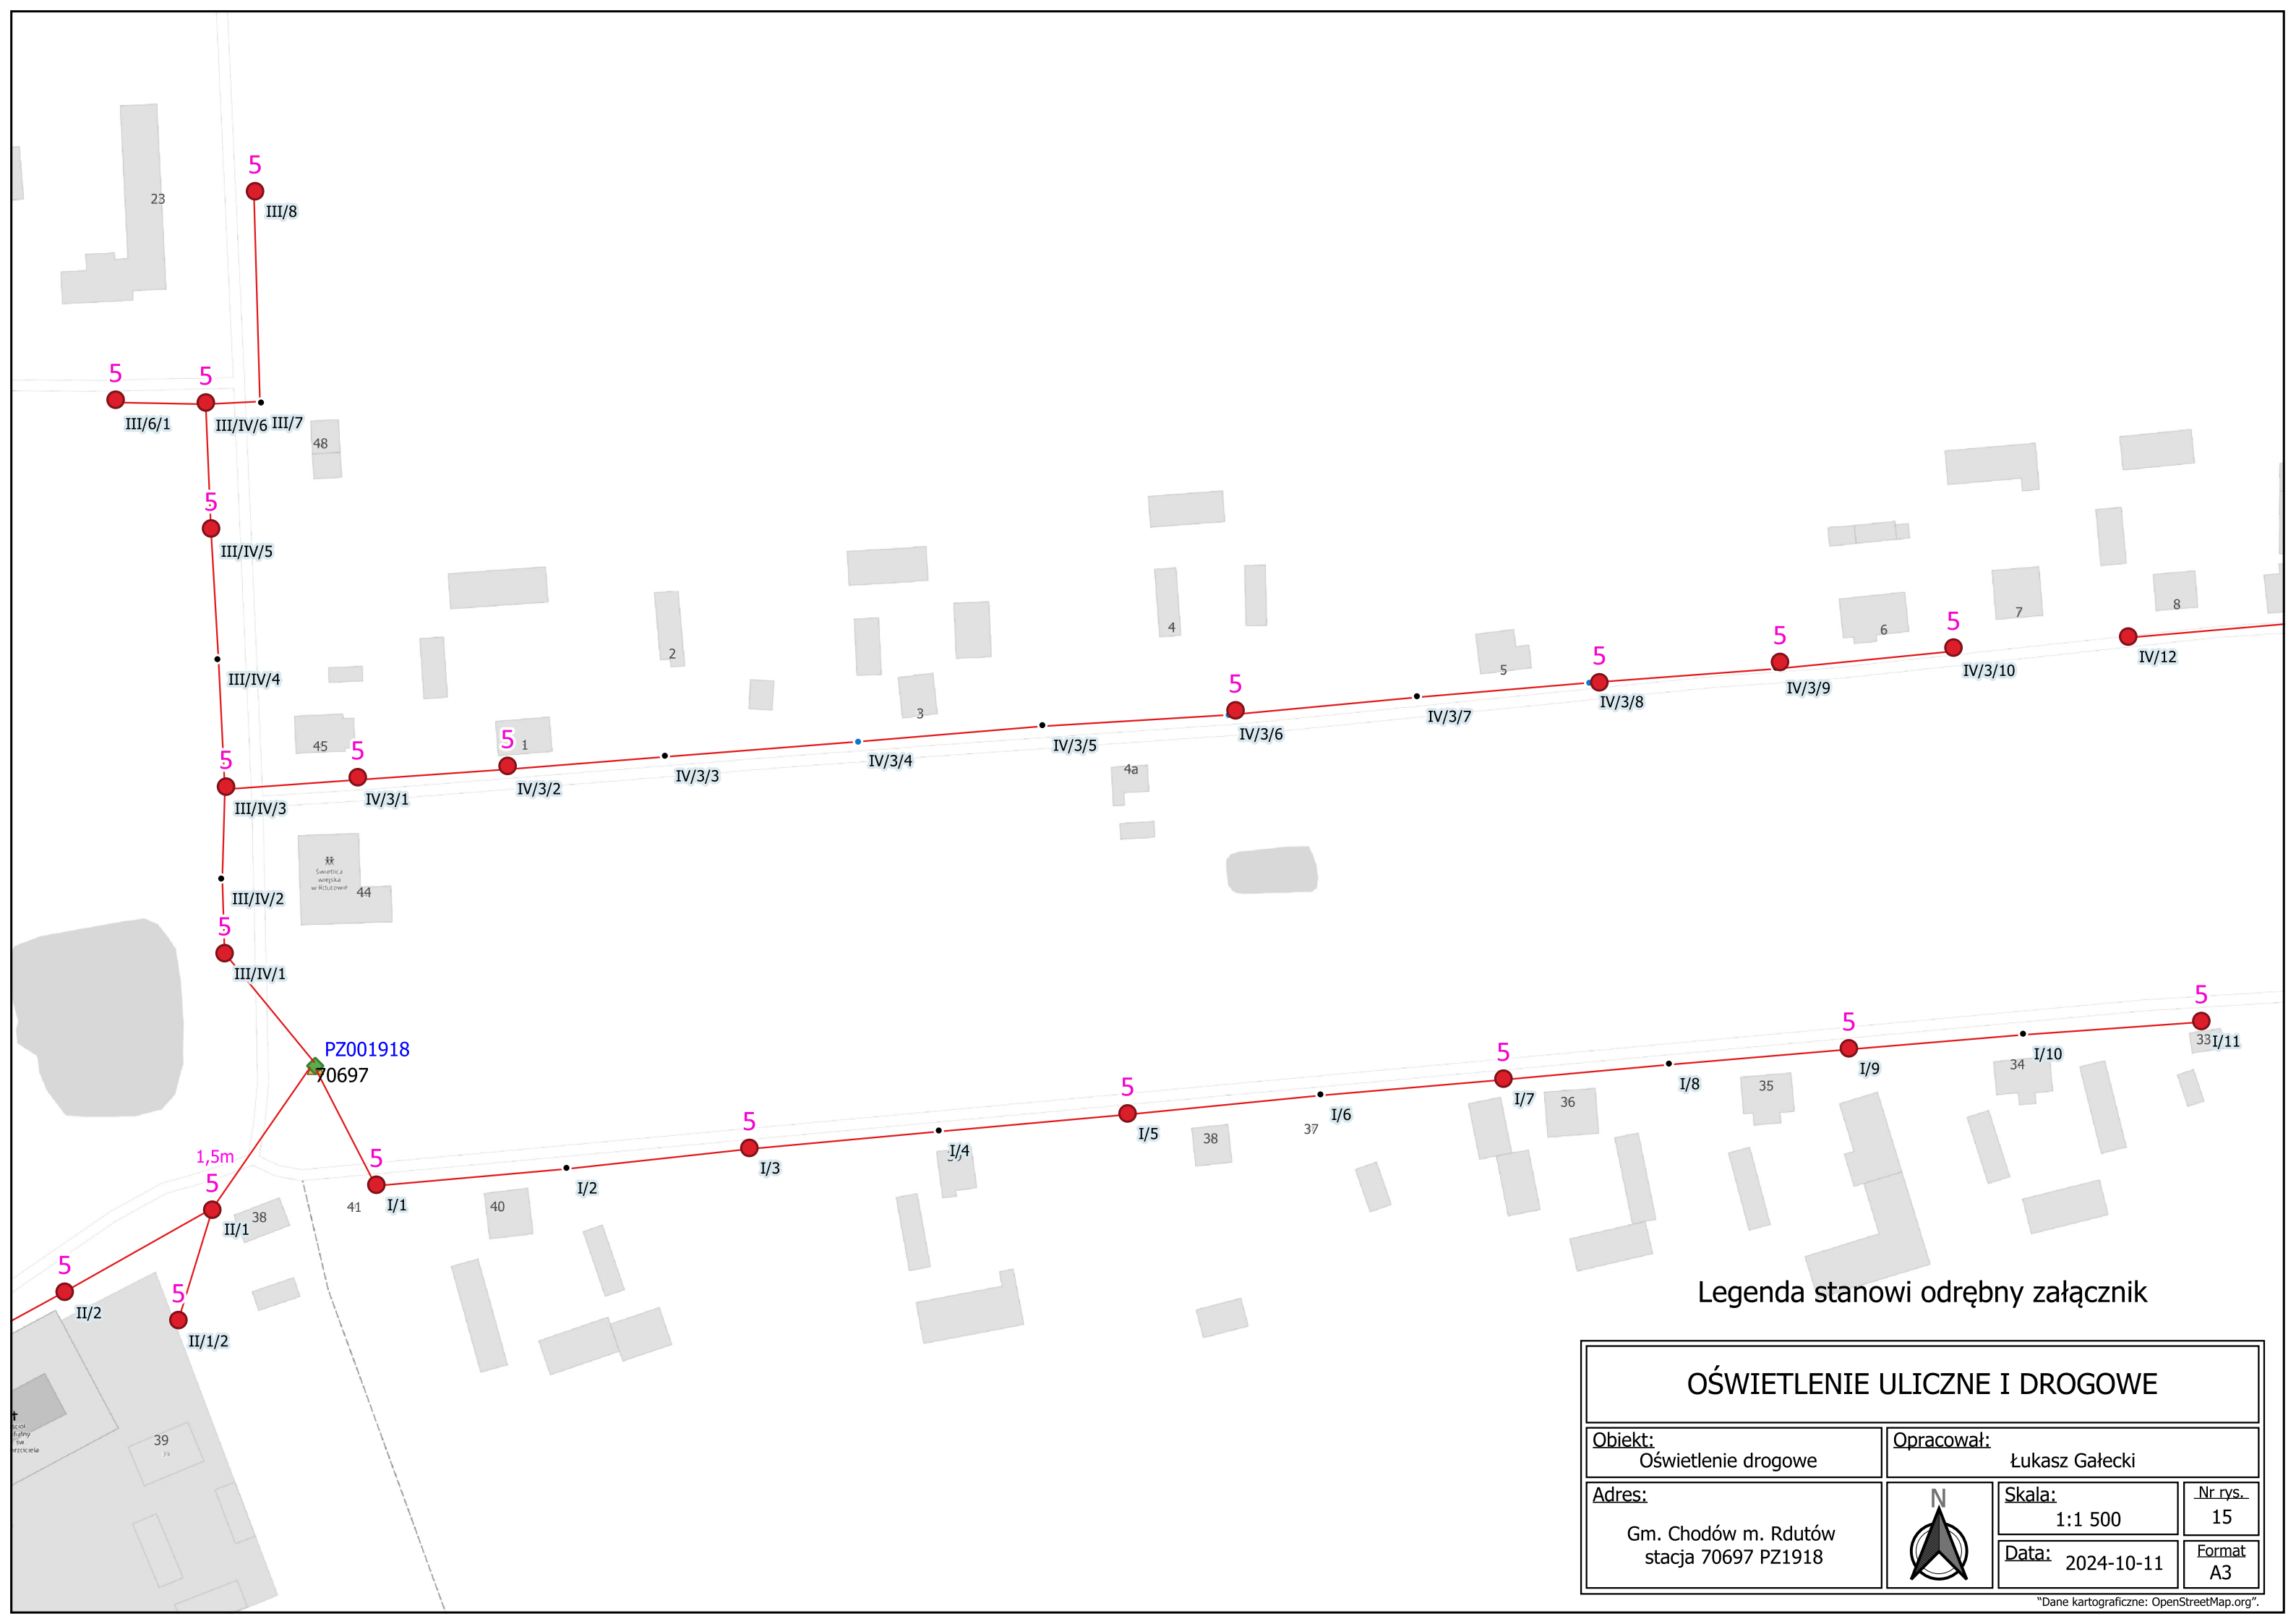 5
III/8
23
5
5
III/6/1
III/IV/6
III/7
48
5
III/IV/5
III/IV/4
2
4
5
6
7
8
5
5
5
5
IV/12
IV/3/10
IV/3/9
IV/3/8
IV/3/7
IV/3/6
3
IV/3/5
IV/3/4
IV/3/3
45
5
5
5
1
IV/3/2
IV/3/1
III/IV/3
4a
Świetlica
wiejska
w Rdutowie
44
III/IV/2
5
III/IV/1
PZ001918
70697
5
5
5
5
5
5
33
I/11
I/10
I/9
I/8
I/7
I/6
I/5
I/4
I/3
I/2
I/1
34
35
36
37
38
40
41
1,5m
5
38
II/1
5
II/2
5
II/1/2
39
Legenda stanowi odrębny załącznik
OŚWIETLENIE ULICZNE I DROGOWE
Obiekt:
Oświetlenie drogowe
Opracował:
Łukasz Gałecki
Adres:
Gm. Chodów m. Rdutów
stacja 70697 PZ1918
N
Skala:
1:1 500
Nr rys.
15
Data: 2024-10-11
Format
A3
"Dane kartograficzne: OpenStreetMap.org".